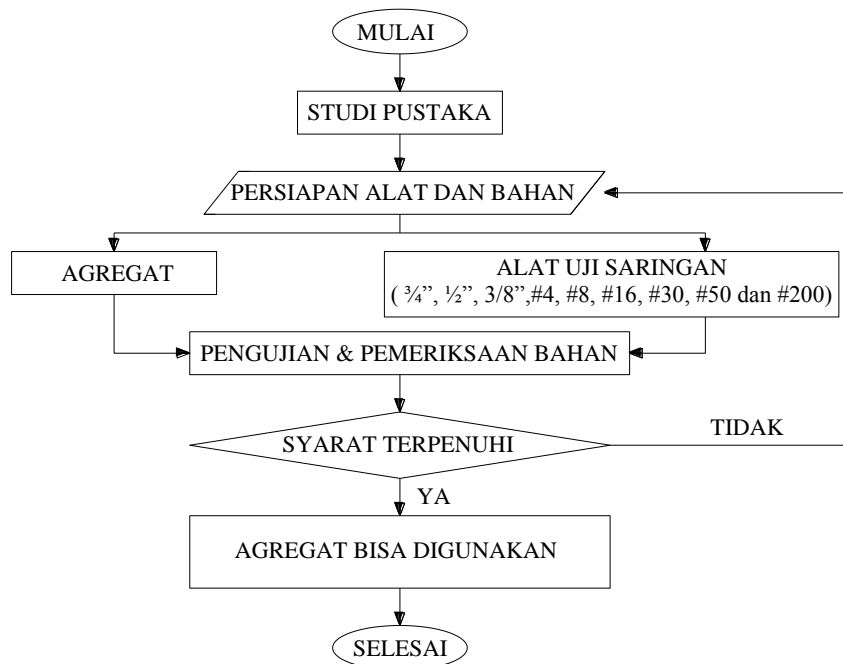 MULAI
STUDI PUSTAKA
PERSIAPAN ALAT DAN BAHAN
AGREGAT
ALAT UJI SARINGAN
( ¾”, ½”, 3/8”,#4, #8, #16, #30, #50 dan #200)
PENGUJIAN & PEMERIKSAAN BAHAN
SYARAT TERPENUHI
TIDAK
YA
AGREGAT BISA DIGUNAKAN
SELESAI